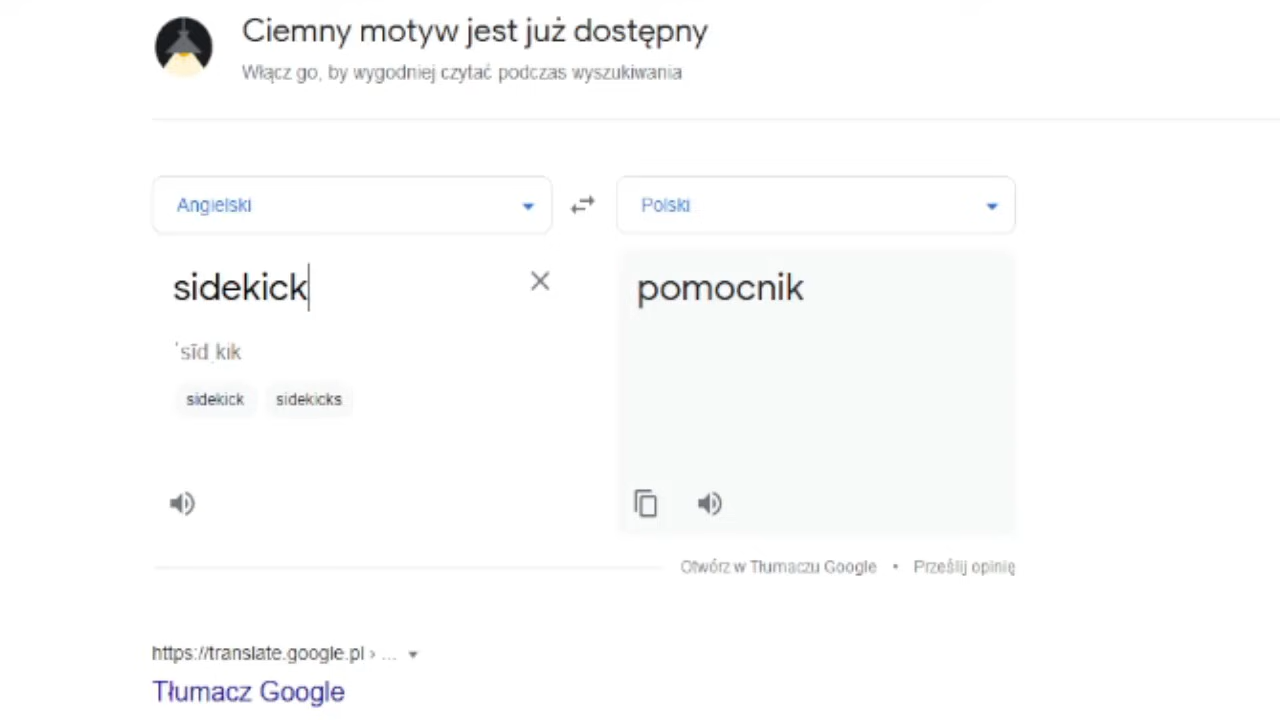 Ciemny motyw jest już dostępny
Włącz go, by wygodniej czytać podczas wyszukiwania
Angielski
Polski
sidekick
pomocnik
ˈsīdˌkik
sidekick sidekicks
Otwórz w Tłumaczu Google • Prześlij opinię
https://translate.google.pl › ...
Tłumacz Google